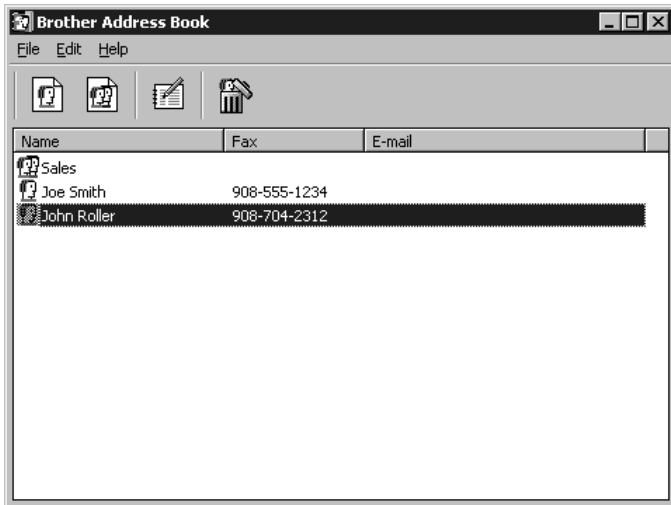 Brother Address Book
File Edit Help
Name Fax E-mail
Sales
Joe Smith 908-555-1234
John Roller 908-704-2312